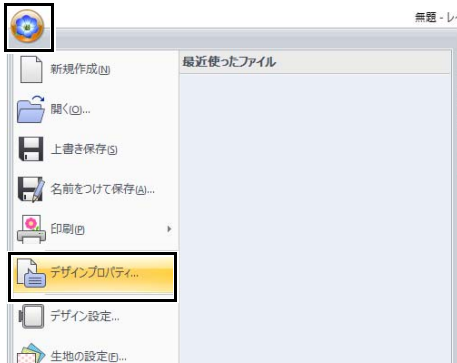 無題 - レイ
最近使ったファイル
新規作成(N)
開く(O)...
上書き保存(S)
名前をつけて保存(A)...
印刷(P)
デザインプロパティ...
デザイン設定...
生地の設定(F)...